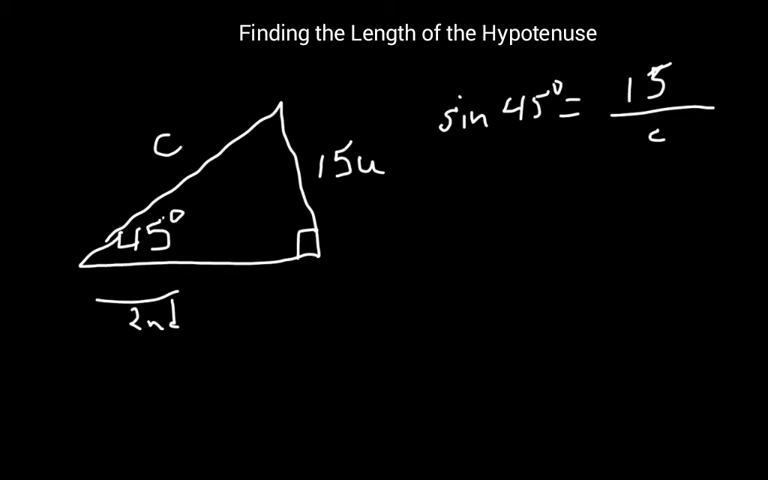 Finding the Length of the Hypotenuse
sin 45° = 15
c
c
15u
45°
2nd